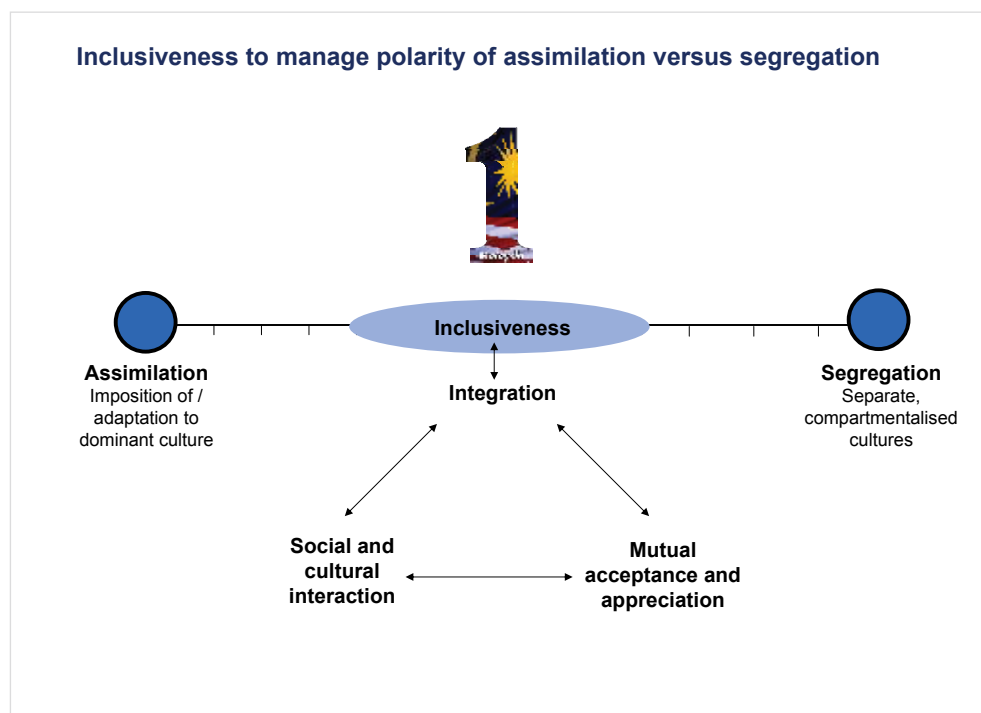 Inclusiveness to manage polarity of assimilation versus segregation
1
Inclusiveness
Assimilation
Imposition of /
adaptation to
dominant culture
Integration
Segregation
Separate,
compartmentalised
cultures
Social and
cultural
interaction
Mutual
acceptance and
appreciation